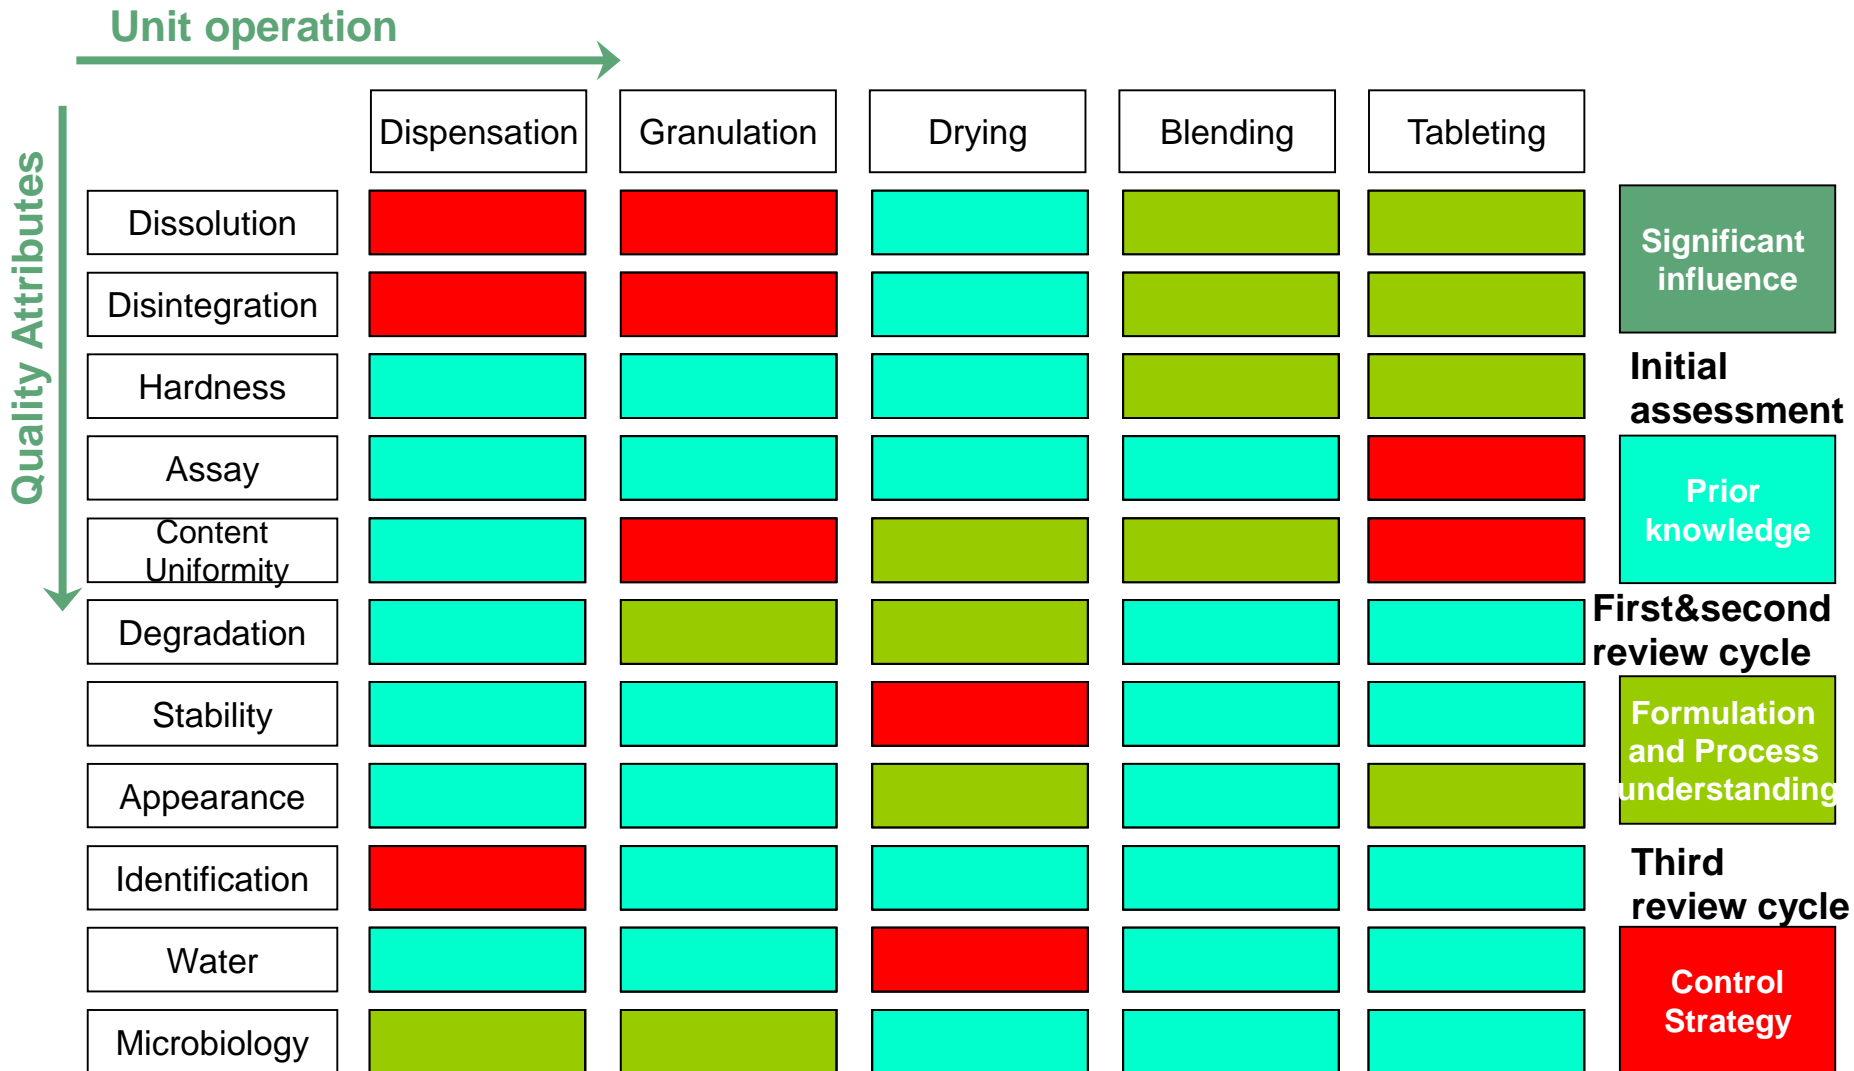 Unit operation
Quality Attributes
Dispensation
Granulation
Drying
Blending
Tableting
Dissolution
Disintegration
Hardness
Assay
Content
Uniformity
Degradation
Stability
Appearance
Identification
Water
Microbiology
Significant
influence
Initial
assessment
Prior
knowledge
First&second
review cycle
Formulation
and Process
understanding
Third
review cycle
Control
Strategy